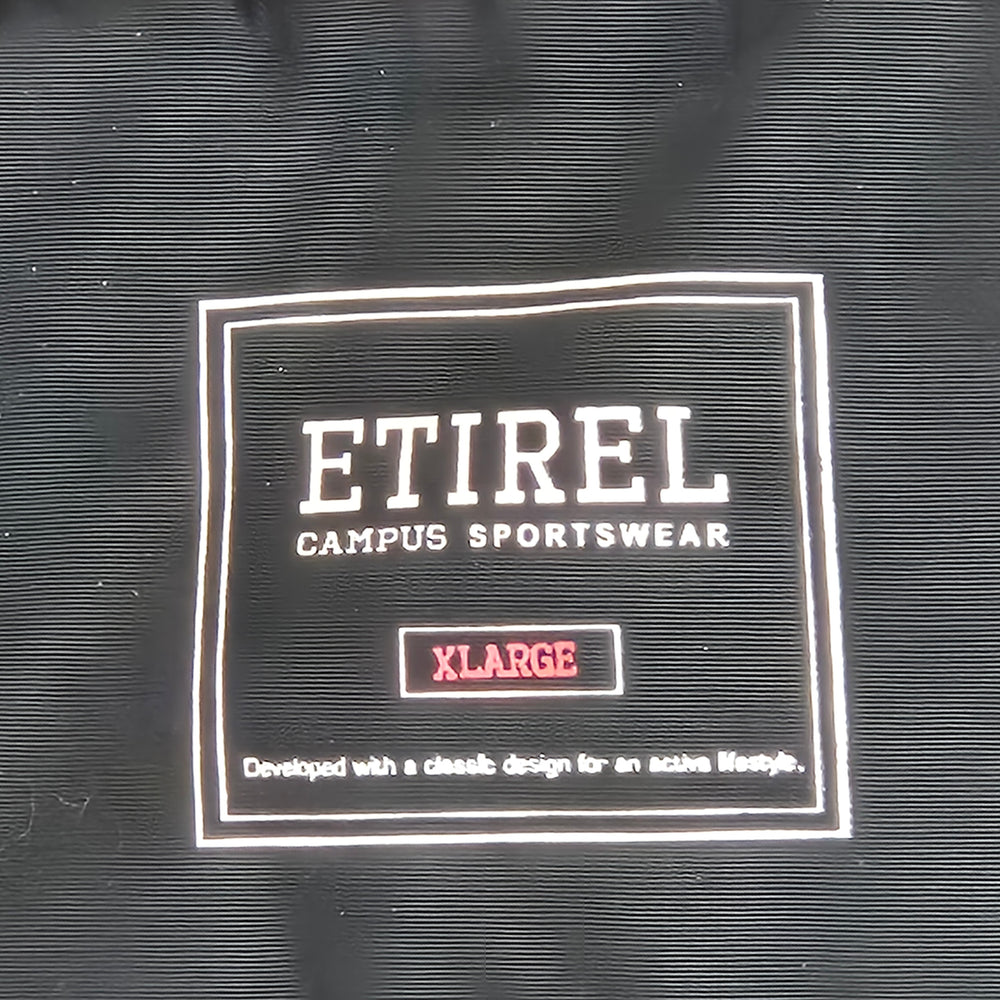 ETIREL
CAMPUS SPORTSWEAR
XLARGE
Developed with a classic design for an active lifestyle.